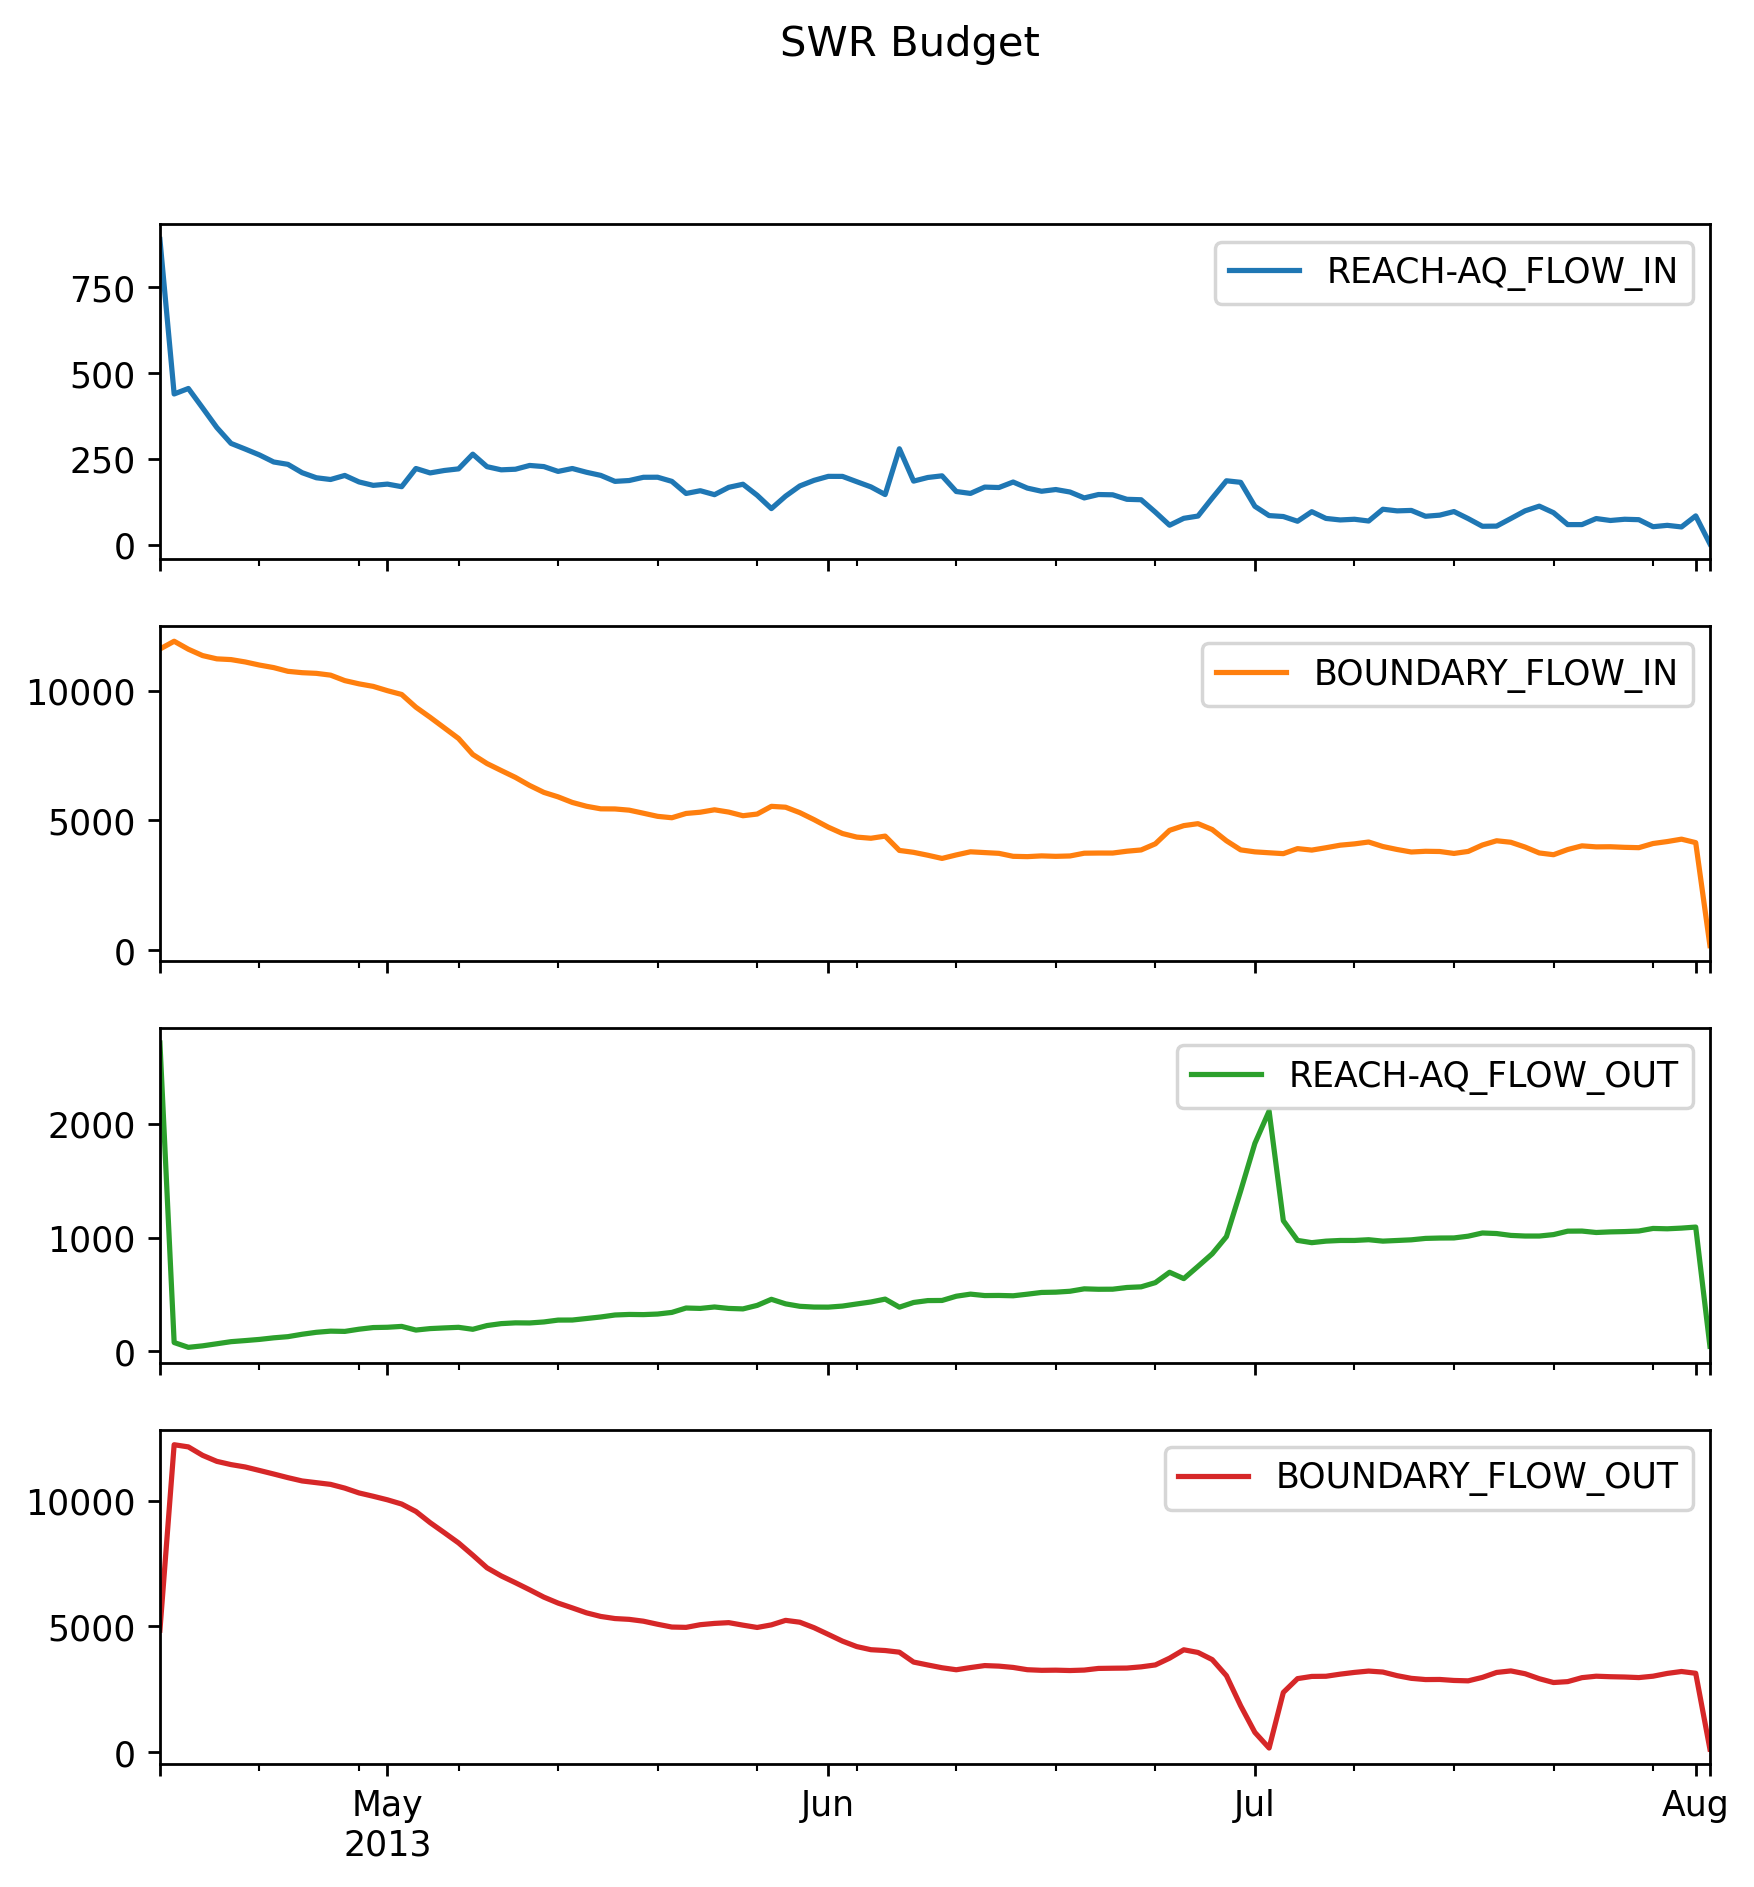 SWR Budget
REACH-AQ_FLOW_IN
750
500
250
0
BOUNDARY_FLOW_IN
10000
5000
0
REACH-AQ_FLOW_OUT
2000
1000
0
BOUNDARY_FLOW_OUT
10000
5000
0
May Jun Jul Aug
2013